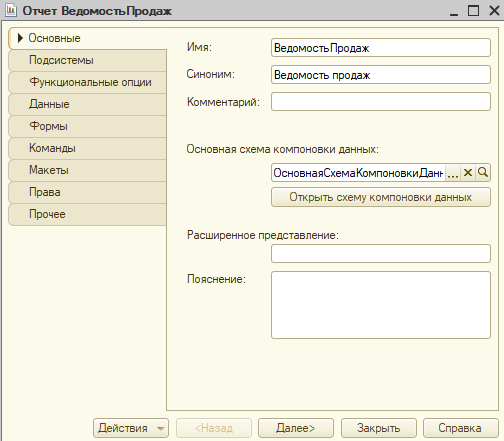 Отчет ВедомостьПродаж
Основные
Подсистемы
Функциональные опции
Данные
Формы
Команды
Макеты
Права
Прочее
Имя: ВедомостьПродаж
Синоним: Ведомость продаж
Комментарий:
Основная схема компоновки данных:
ОсновнаяСхемаКомпоновкиДанн ...
Открыть схему компоновки данных
Расширенное представление:
Пояснение:
Действия <Назад Далее> Закрыть Справка